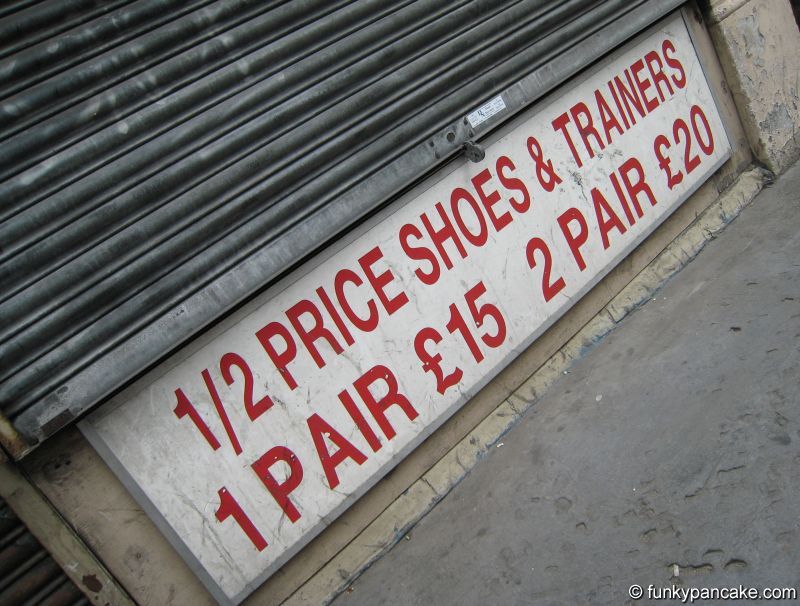 1/2 PRICE SHOES & TRAINERS
1 PAIR £15 2 PAIR £20
© funkypancake.com